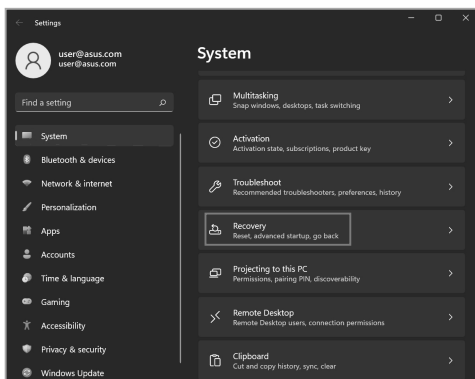 Settings
user@asus.com
user@asus.com
Find a setting
System
Bluetooth & devices
Network & internet
Personalization
Apps
Accounts
Time & language
Gaming
Accessibility
Privacy & security
Windows Update
System
Multitasking
Snap windows, desktops, task switching
Activation
Activation state, subscriptions, product key
Troubleshoot
Recommended troubleshooters, preferences, history
Recovery
Reset, advanced startup, go back
Projecting to this PC
Permissions, pairing PIN, discoverability
Remote Desktop
Remote Desktop users, connection permissions
Clipboard
Cut and copy history, sync, clear